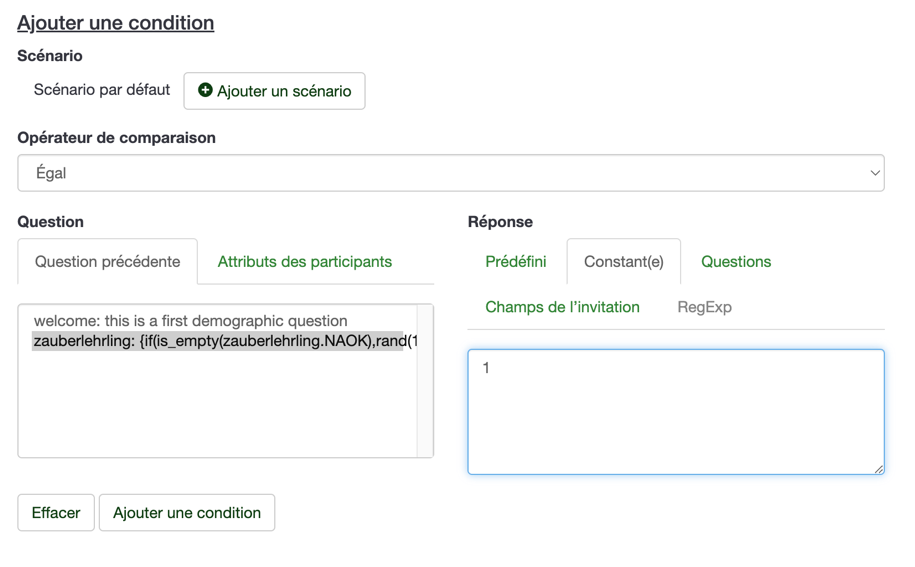 Ajouter une condition
Scénario
Scénario par défaut
Ajouter un scénario
Opérateur de comparaison
Égal
Question
Question précédente
Attributs des participants
welcome: this is a first demographic question
zauberlehrling: {if(is_empty(zauberlehrling.NAOK),rand(1
Réponse
Prédéfini
Constant(e)
Questions
Champs de l’invitation
RegExp
1
Effacer
Ajouter une condition